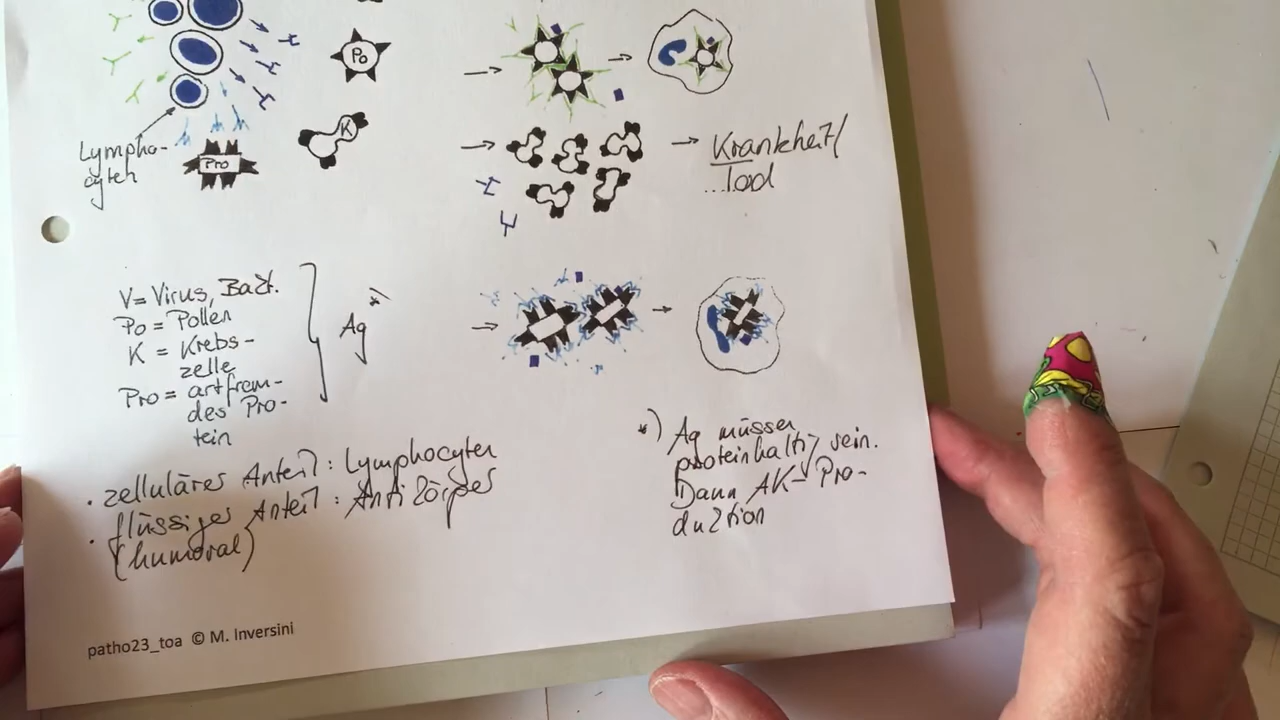 Po
K
Lympho-
cyten
Pro
Krankheit/
...Tod
V= Virus, Bakt.
Po = Pollen
K = Krebs-
zelle
Pro = artfrem-
des Pro-
tein
Ag *)
• zelluläres Anteil : Lymphocyten
• flüssiges Anteil : Antikörper
(humoral)
*) Ag müssen
proteinhaltig sein.
Dann AK-Pro-
duktion
patho23_toa © M. Inversini